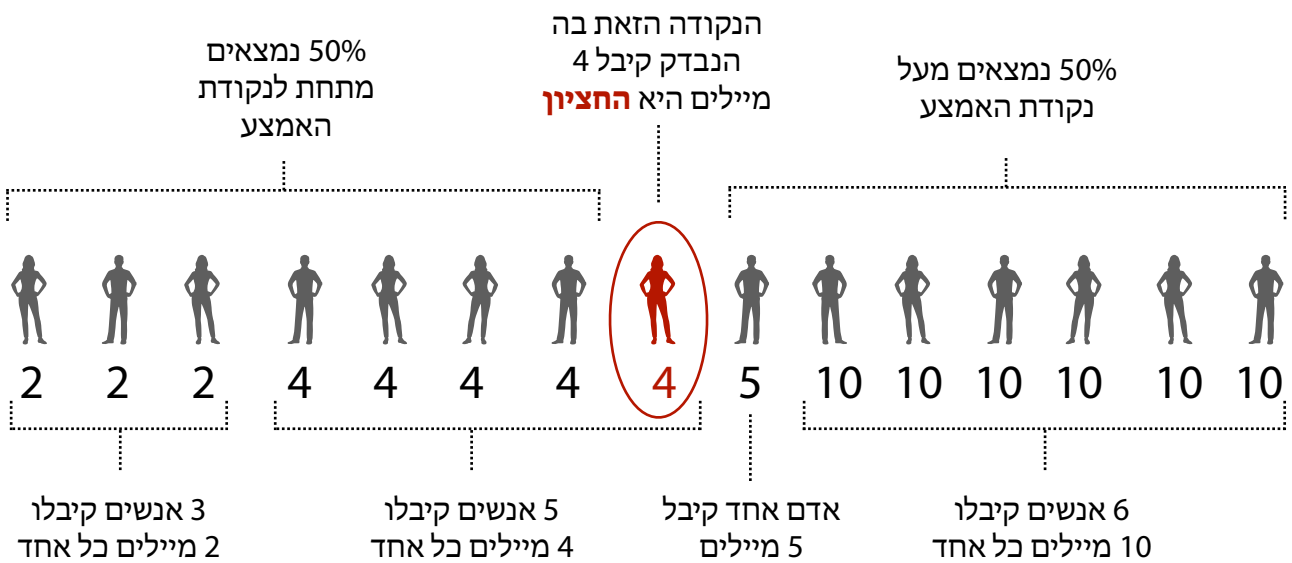 הנקודה הזאת בה
הנבדק קיבל 4
מיילים היא החציון
50% נמצאים מעל
נקודת האמצע
50% נמצאים
מתחת לנקודת
האמצע
2 2 2 4 4 4 4 4 5 10 10 10 10 10 10
3 אנשים קיבלו
2 מיילים כל אחד
5 אנשים קיבלו
4 מיילים כל אחד
אדם אחד קיבל
5 מיילים
6 אנשים קיבלו
10 מיילים כל אחד